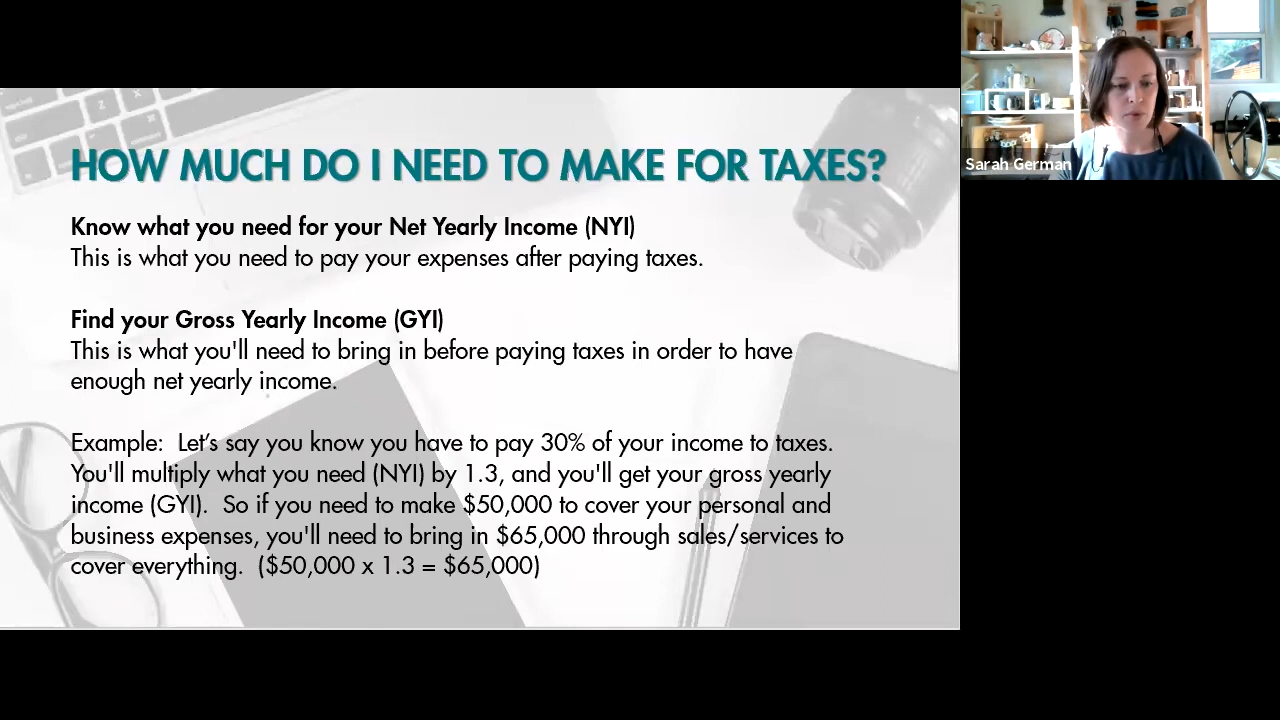 HOW MUCH DO I NEED TO MAKE FOR TAXES?
Know what you need for your Net Yearly Income (NYI)
This is what you need to pay your expenses after paying taxes.
Find your Gross Yearly Income (GYI)
This is what you'll need to bring in before paying taxes in order to have
enough net yearly income.
Example:  Let’s say you know you have to pay 30% of your income to taxes.
You'll multiply what you need (NYI) by 1.3, and you'll get your gross yearly
income (GYI).  So if you need to make $50,000 to cover your personal and
business expenses, you'll need to bring in $65,000 through sales/services to
cover everything.  ($50,000 x 1.3 = $65,000)
Sarah German